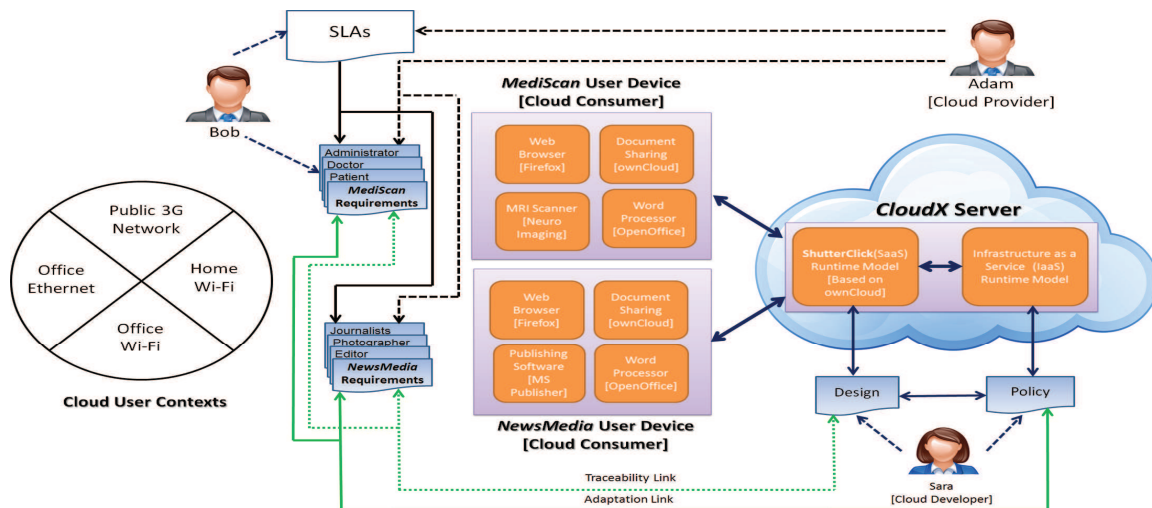 SLAs
Bob
Adam
[Cloud Provider]
Administrator
Doctor
Patient
MediScan
Requirements
Public 3G
Network
Office
Ethernet
Home
Wi-Fi
Office
Wi-Fi
Cloud User Contexts
Journalists
Photographer
Editor
NewsMedia
Requirements
MediScan User Device
[Cloud Consumer]
Web
Browser
[Firefox]
Document
Sharing
[ownCloud]
MRI Scanner
[Neuro
Imaging]
Word
Processor
[OpenOffice]
Web
Browser
[Firefox]
Document
Sharing
[ownCloud]
Publishing
Software
[MS
Publisher]
Word
Processor
[OpenOffice]
NewsMedia User Device
[Cloud Consumer]
CloudX Server
ShutterClick(SaaS)
Runtime Model
[Based on
ownCloud]
Infrastructure as a
Service (IaaS)
Runtime Model
Design
Policy
Sara
[Cloud Developer]
Traceability Link
Adaptation Link